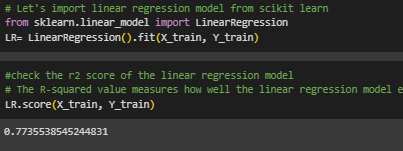 # Let's import linear regression model from scikit learn
from sklearn.linear_model import LinearRegression
LR= LinearRegression().fit(X_train, Y_train)
#check the r2 score of the linear regression model
# The R-squared value measures how well the linear regression model e
LR.score(X_train, Y_train)
0.7735538545244831